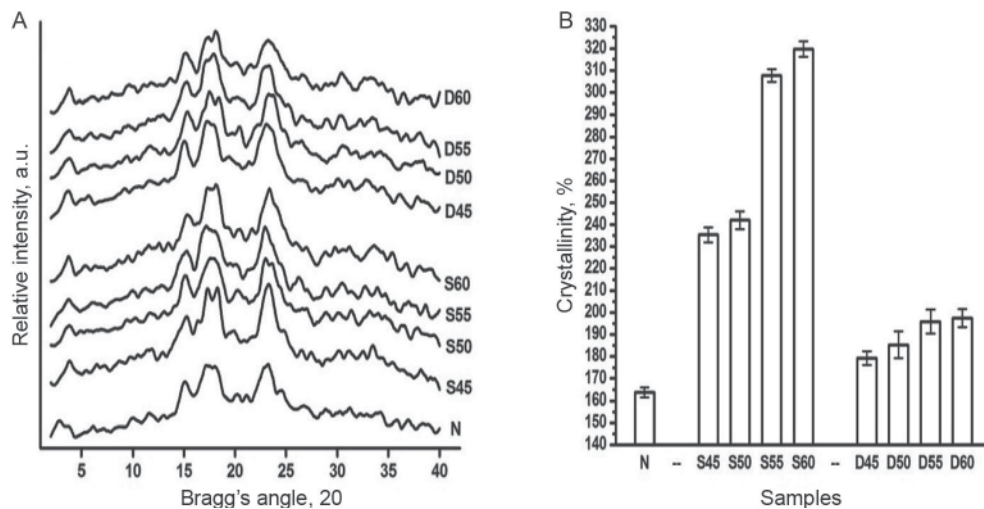 A
Relative intensity, a.u.
D60
D55
D50
D45
S60
S55
S50
S45
N
5 10 15 20 25 30 35 40
Bragg's angle, 20
B
Crystallinity, %
330
320
310
300
290
280
270
260
250
240
230
220
210
200
190
180
170
160
150
140
N -- S45 S50 S55 S60 -- D45 D50 D55 D60
Samples